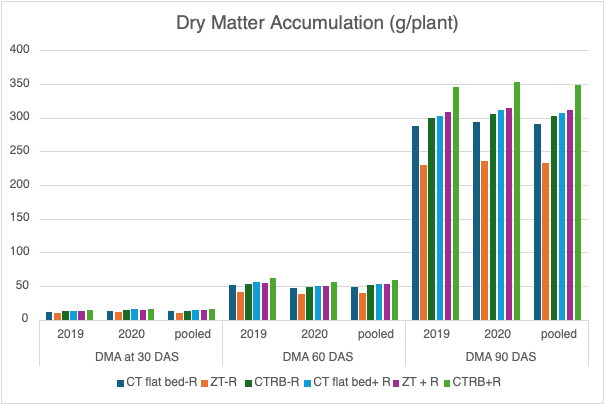 Dry Matter Accumulation (g/plant)
400
350
300
250
200
150
100
50
0
2019 2020 pooled 2019 2020 pooled 2019 2020 pooled
DMA at 30 DAS DMA 60 DAS DMA 90 DAS
CT flat bed-R ZT-R CTRB-R CT flat bed+ R ZT + R CTRB+R